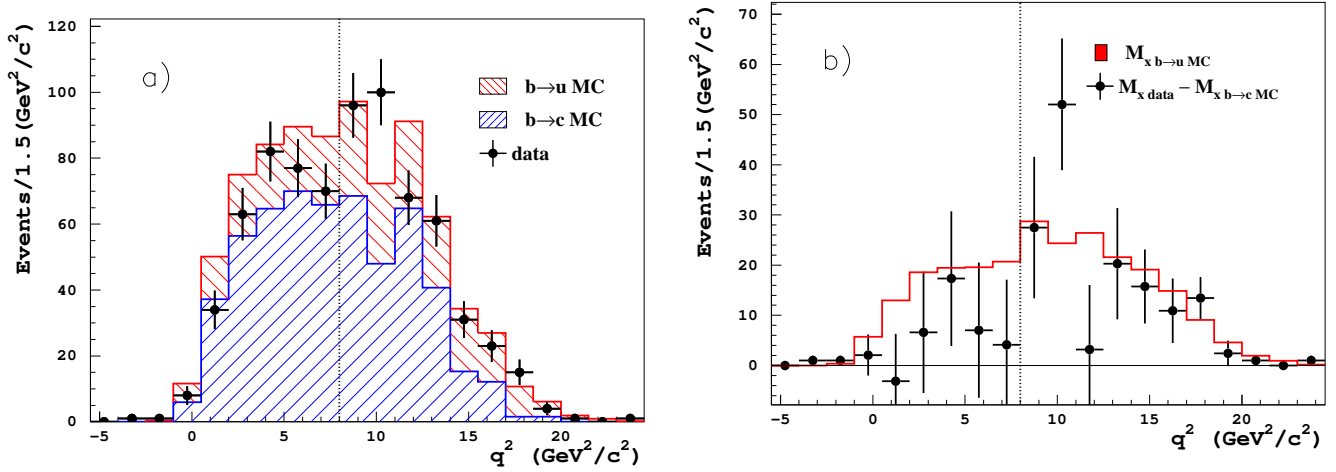 a)
b→u MC
b→c MC
data
Events/1.5(GeV²/c²)
120
100
80
60
40
20
0
-5 0 5 10 15 20
q² (GeV²/c²)
b)
Mx b→u MC
Mx data − Mx b→c MC
Events/1.5(GeV²/c²)
70
60
50
40
30
20
10
0
0 5 10 15 20
-5
q² (GeV²/c²)